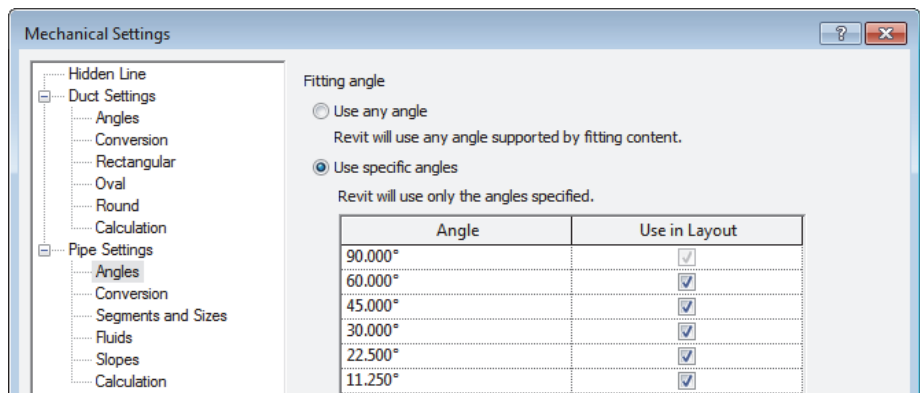 Mechanical Settings
?
Hidden Line
Duct Settings
Angles
Conversion
Rectangular
Oval
Round
Calculation
Pipe Settings
Angles
Conversion
Segments and Sizes
Fluids
Slopes
Calculation
Fitting angle
Use any angle
Revit will use any angle supported by fitting content.
Use specific angles
Revit will use only the angles specified.
Angle Use in Layout
90.000°
60.000°
45.000°
30.000°
22.500°
11.250°